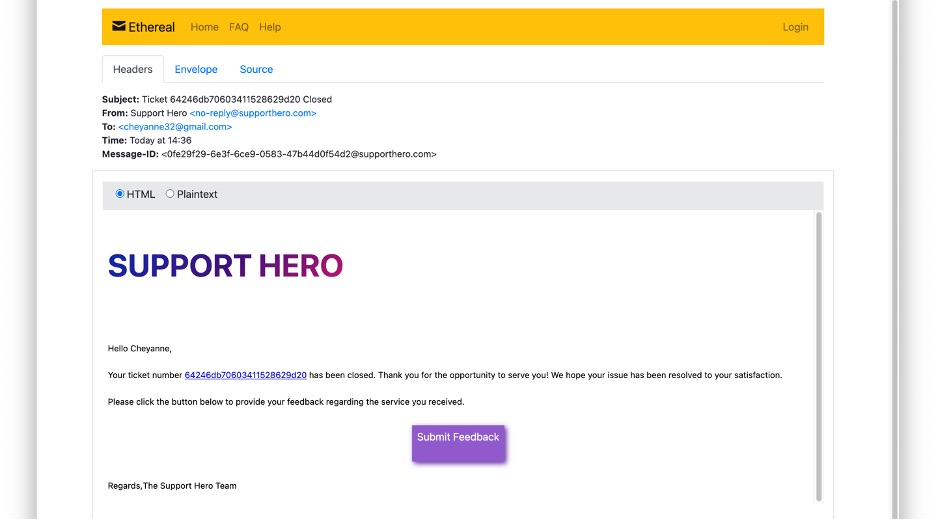 Ethereal Home FAQ Help Login
Headers Envelope Source
Subject: Ticket 64246db70603411528629d20 Closed
From: Support Hero <no-reply@supporthero.com>
To: <cheyanne32@gmail.com>
Time: Today at 14:36
Message-ID: <0fe29f29-6e3f-6ce9-0583-47b44d0f54d2@supporthero.com>
HTML Plaintext
SUPPORT HERO
Hello Cheyanne,
Your ticket number 64246db70603411528629d20 has been closed. Thank you for the opportunity to serve you! We hope your issue has been resolved to your satisfaction.
Please click the button below to provide your feedback regarding the service you received.
Submit Feedback
Regards,The Support Hero Team